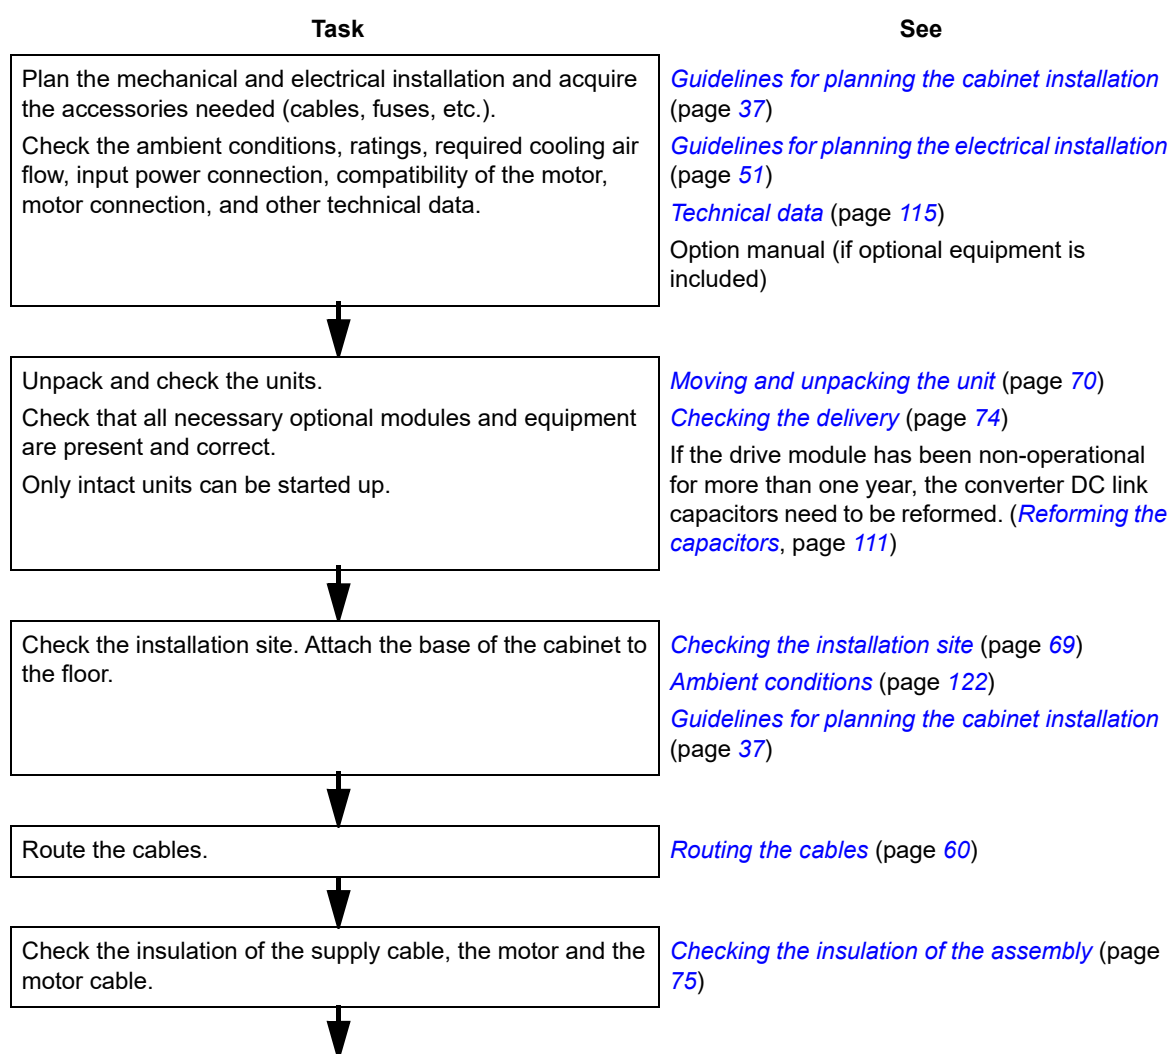 Task
See
Plan the mechanical and electrical installation and acquire
the accessories needed (cables, fuses, etc.).
Check the ambient conditions, ratings, required cooling air
flow, input power connection, compatibility of the motor,
motor connection, and other technical data.
Guidelines for planning the cabinet installation
(page 37)
Guidelines for planning the electrical installation
(page 51)
Technical data (page 115)
Option manual (if optional equipment is
included)
Unpack and check the units.
Check that all necessary optional modules and equipment
are present and correct.
Only intact units can be started up.
Moving and unpacking the unit (page 70)
Checking the delivery (page 74)
If the drive module has been non-operational
for more than one year, the converter DC link
capacitors need to be reformed. (Reforming the
capacitors, page 111)
Check the installation site. Attach the base of the cabinet to
the floor.
Checking the installation site (page 69)
Ambient conditions (page 122)
Guidelines for planning the cabinet installation
(page 37)
Route the cables.
Routing the cables (page 60)
Check the insulation of the supply cable, the motor and the
motor cable.
Checking the insulation of the assembly (page
75)